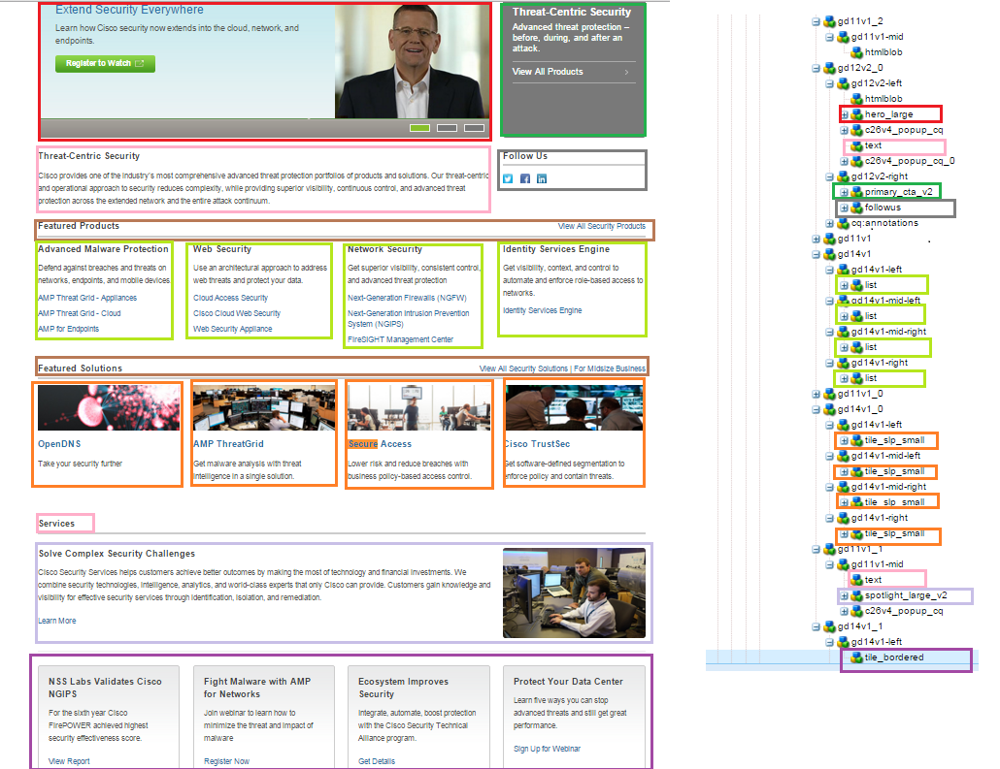 Extend Security Everywhere
Learn how Cisco security now extends into the cloud, network, and
endpoints.
Register to Watch
Threat-Centric Security
Advanced threat protection –
before, during, and after an
attack.
View All Products
Threat-Centric Security
Cisco provides one of the industry's most comprehensive advanced threat protection portfolios of products and solutions. Our threat-centric
and operational approach to security reduces complexity, while providing superior visibility, continuous control, and advanced threat
protection across the extended network and the entire attack continuum.
Follow Us
Featured Products
View All Security Products
Advanced Malware Protection
Defend against breaches and threats on
networks, endpoints, and mobile devices.
AMP Threat Grid - Appliances
AMP Threat Grid - Cloud
AMP for Endpoints
Web Security
Use an architectural approach to address
web threats and protect your data.
Cloud Access Security
Cisco Cloud Web Security
Web Security Appliance
Network Security
Get superior visibility, consistent control,
and advanced threat protection
Next-Generation Firewalls (NGFW)
Next-Generation Intrusion Prevention
System (NGIPS)
FireSIGHT Management Center
Identity Services Engine
Get visibility, context, and control to
automate and enforce role-based access to
networks.
Identity Services Engine
Featured Solutions
View All Security Solutions | For Midsize Business
OpenDNS
Take your security further
AMP ThreatGrid
Get malware analysis with threat
intelligence in a single solution.
Secure Access
Lower risk and reduce breaches with
business policy-based access control.
Cisco TrustSec
Get software-defined segmentation to
enforce policy and contain threats.
Services
Solve Complex Security Challenges
Cisco Security Services helps customers achieve better outcomes by making the most of technology and financial investments. We
combine security technologies, intelligence, analytics, and world-class experts that only Cisco can provide. Customers gain knowledge and
visibility for effective security services through identification, isolation, and remediation.
Learn More
NSS Labs Validates Cisco
NGIPS
For the sixth year Cisco
FirePOWER achieved highest
security effectiveness score.
View Report
Fight Malware with AMP
for Networks
Join webinar to learn how to
minimize the threat and impact of
malware
Register Now
Ecosystem Improves
Security
Integrate, automate, boost protection
with the Cisco Security Technical
Alliance program.
Get Details
Protect Your Data Center
Learn five ways you can stop
advanced threats and still get great
performance.
Sign Up for Webinar
gd11v1_2
gd11v1-mid
htmlblob
gd12v2_0
gd12v2-left
htmlblob
hero_large
c26v4_popup_cq
text
c26v4_popup_cq_0
gd12v2-right
primary_cta_v2
followus
cq:annotations
gd11v1
gd14v1
gd14v1-left
list
gd14v1-mid-left
list
gd14v1-mid-right
list
gd14v1-right
list
gd11v1_0
gd14v1_0
gd14v1-left
tile_slp_small
gd14v1-mid-left
tile_slp_small
gd14v1-mid-right
tile_slp_small
gd14v1-right
tile_slp_small
gd11v1_1
gd11v1-mid
text
spotlight_large_v2
c26v4_popup_cq
gd14v1_1
gd14v1-left
tile_bordered